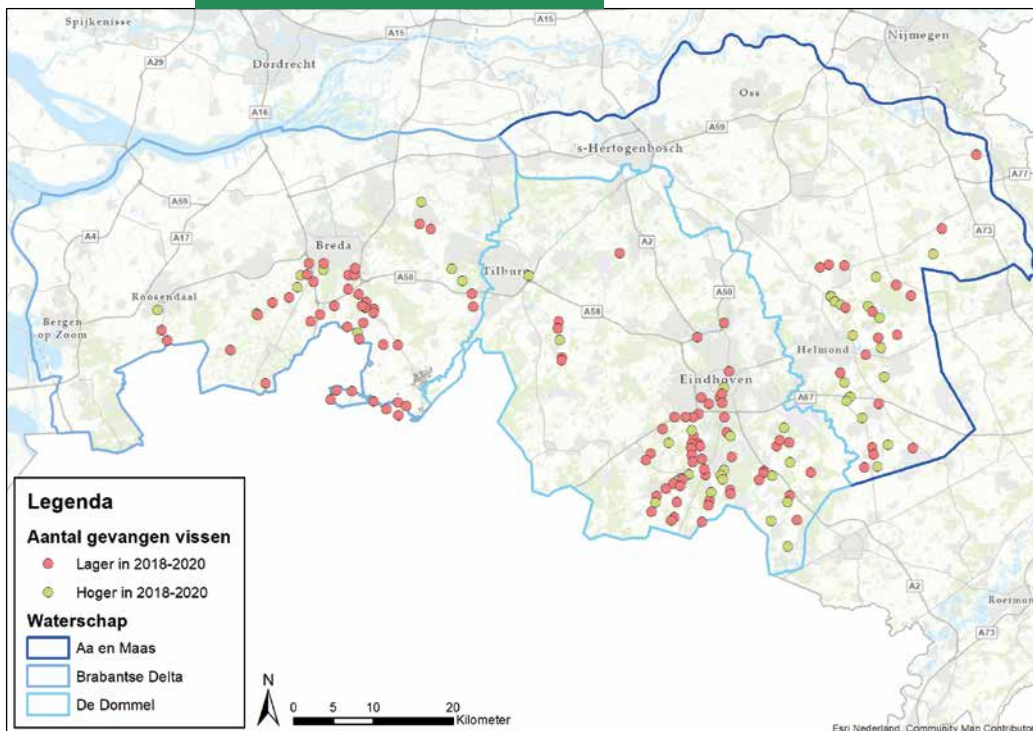 Spijkenisse
A15
A15
Nijmegen
A29
Dordrecht
Oss
A16
A59
's-Hertogenbosch
A77
A59
A4
A17
Breda
A2
A73
A58
Tilburg
Roosendaal
A50
A58
Bergen
op Zoom
Helmond
Eindhoven
A67
A2
Roermon
A73
Legenda
Aantal gevangen vissen
Lager in 2018-2020
Hoger in 2018-2020
Waterschap
Aa en Maas
Brabantse Delta
De Dommel
N
0 5 10 20
Kilometer
Esri Nederland, Community Map Contributor